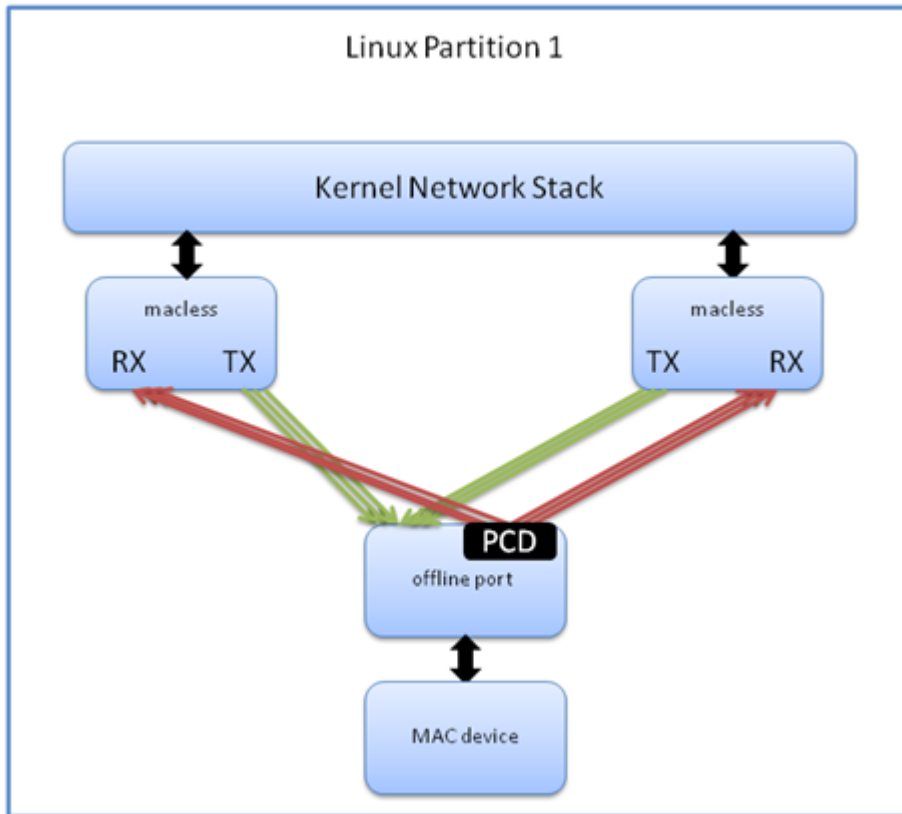 Linux Partition 1
Kernel Network Stack
macless
RX TX
macless
TX RX
PCD
offline port
MAC device